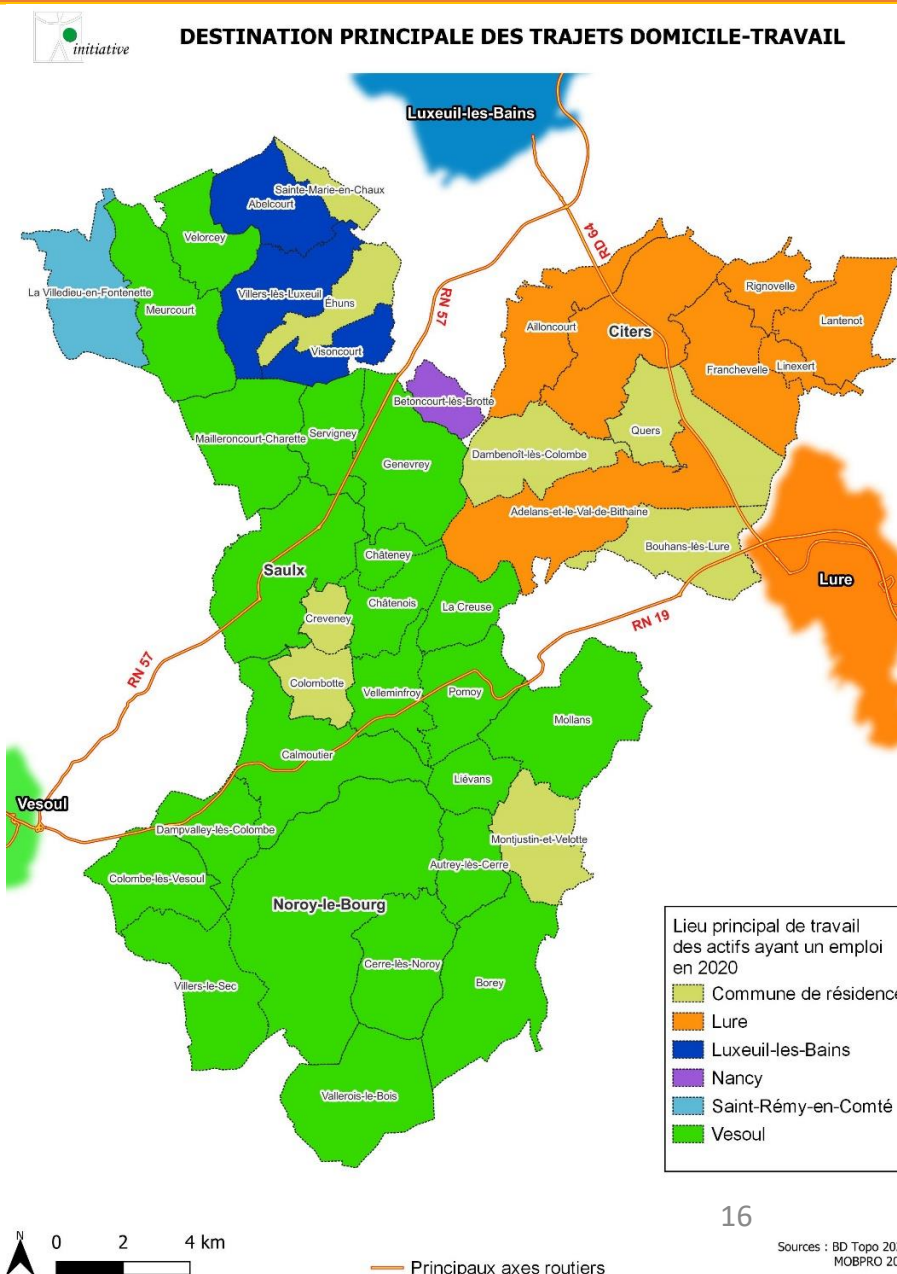 initiative
DESTINATION PRINCIPALE DES TRAJETS DOMICILE-TRAVAIL
Luxeuil-les-Bains
Sainte-Marie-en-Chaux
Abelcourt
RD 64
Velorcey
La Villedieu-en-Fontenette
Villers-lès-Luxeuil
Éhuns
Meurcourt
RN 57
Rignovelle
Lantenot
Ailloncourt
Citers
Visoncourt
Franchevelle
Linexert
Betoncourt-lès-Brotte
Mailleroncourt-Charette
Servigney
Quers
Genevrey
Dambenoît-lès-Colombe
Adelans-et-le-Val-de-Bithaine
Bouhans-lès-Lure
Châteney
Saulx
Lure
Châtenois
La Creuse
Creveney
RN 19
RN 57
Colombotte
Velleminfroy
Pomoy
Mollans
Calmoutier
Liévans
Vesoul
Dampvalley-lès-Colombe
Montjustin-et-Velotte
Autrey-lès-Cerre
Colombe-lès-Vesoul
Noroy-le-Bourg
Cerre-lès-Noroy
Villers-le-Sec
Borey
Vallerois-le-Bois
Lieu principal de travail
des actifs ayant un emploi
en 2020
Commune de résidence
Lure
Luxeuil-les-Bains
Nancy
Saint-Rémy-en-Comté
Vesoul
16
N
0 2 4 km
Principaux axes routiers
Sources : BD Topo 20
MOBPRO 20